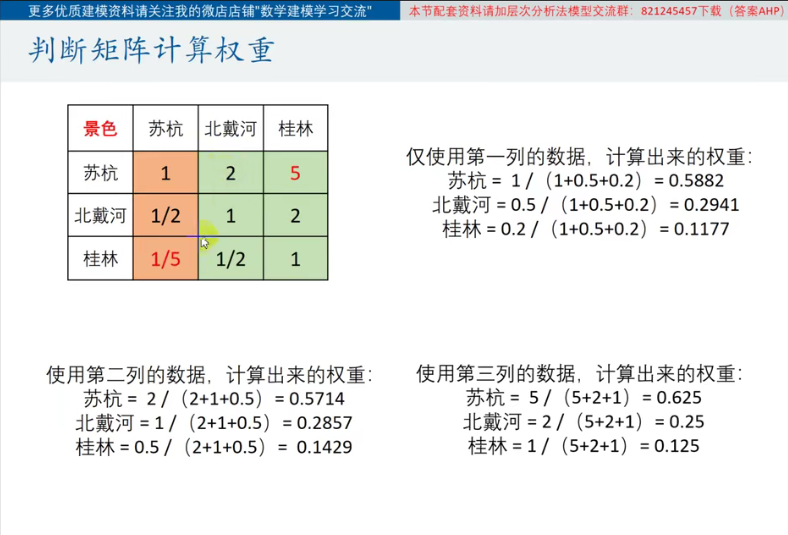 更多优质建模资料请关注我的微店店铺"数学建模学习交流"
本节配套资料请加层次分析法模型交流群：821245457下载（答案AHP）
判断矩阵计算权重
景色 苏杭 北戴河 桂林
苏杭 1 2 5
北戴河 1/2 1 2
桂林 1/5 1/2 1
仅使用第一列的数据，计算出来的权重：
苏杭 = 1 /（1+0.5+0.2）= 0.5882
北戴河 = 0.5 /（1+0.5+0.2）= 0.2941
桂林 = 0.2 /（1+0.5+0.2）= 0.1177
使用第二列的数据，计算出来的权重：
苏杭 = 2 /（2+1+0.5）= 0.5714
北戴河 = 1 /（2+1+0.5）= 0.2857
桂林 = 0.5 /（2+1+0.5）= 0.1429
使用第三列的数据，计算出来的权重：
苏杭 = 5 /（5+2+1）= 0.625
北戴河 = 2 /（5+2+1）= 0.25
桂林 = 1 /（5+2+1）= 0.125